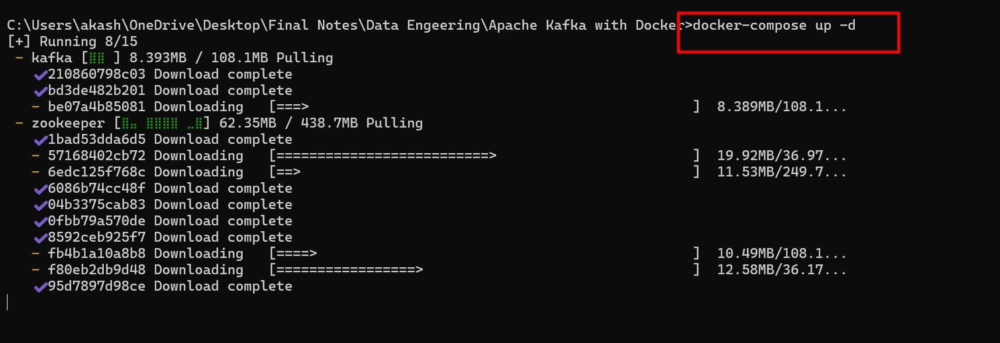 C:\Users\akash\OneDrive\Desktop\Final Notes\Data Engeering\Apache Kafka with Docker>docker-compose up -d
[+] Running 8/15
- kafka [⣿⣿ ] 8.393MB / 108.1MB Pulling
✔210860798c03 Download complete
✔bd3de482b201 Download complete
- be07a4b85081 Downloading [===> ] 8.389MB/108.1...
- zookeeper [⣿⣤ ⣿⣿⣿⣿ ⣀⣿] 62.35MB / 438.7MB Pulling
✔1bad53dda6d5 Download complete
- 57168402cb72 Downloading [==========================> ] 19.92MB/36.97...
- 6edc125f768c Downloading [==> ] 11.53MB/249.7...
✔6086b74cc48f Download complete
✔04b3375cab83 Download complete
✔0fbb79a570de Download complete
✔8592ceb925f7 Download complete
- fb4b1a10a8b8 Downloading [====> ] 10.49MB/108.1...
- f80eb2db9d48 Downloading [=================> ] 12.58MB/36.17...
✔95d7897d98ce Download complete